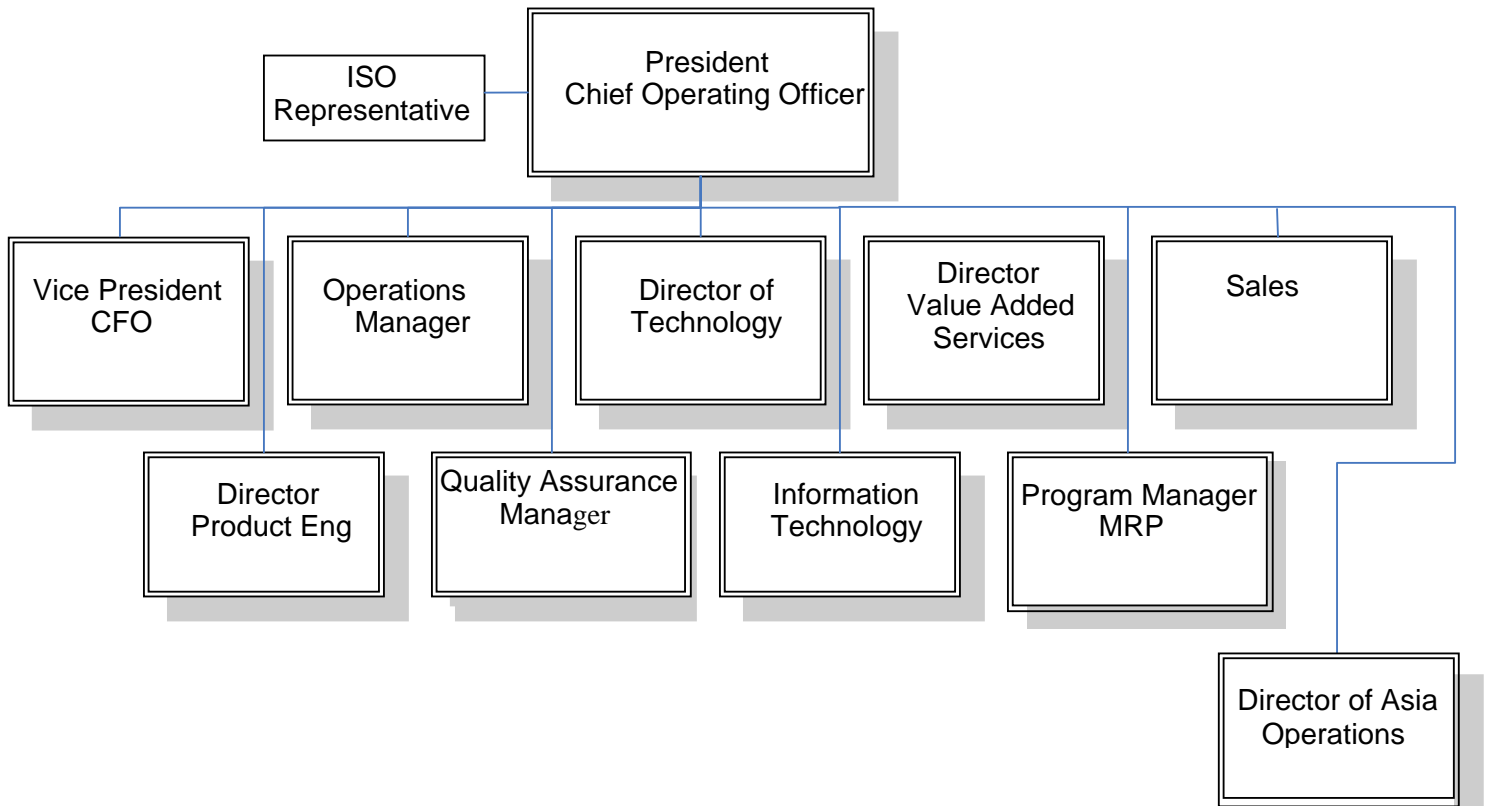 ISO
Representative
President
Chief Operating Officer
Vice President
CFO
Operations
Manager
Director of
Technology
Director
Value Added
Services
Sales
Director
Product Eng
Quality Assurance
Manager
Information
Technology
Program Manager
MRP
Director of Asia
Operations